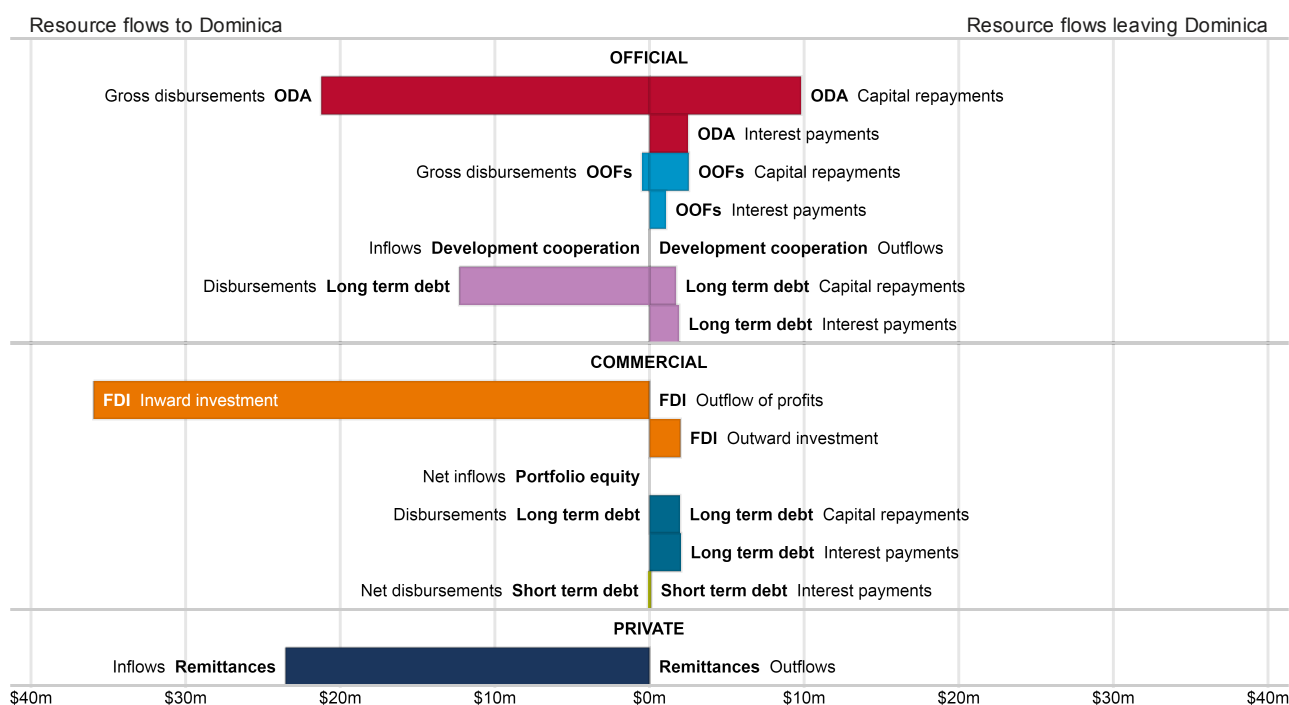 Resource flows to Dominica Resource flows leaving Dominica
OFFICIAL
Gross disbursements ODA ODA Capital repayments
ODA Interest payments
Gross disbursements OOFs OOFs Capital repayments
OOFs Interest payments
Inflows Development cooperation Development cooperation Outflows
Disbursements Long term debt Long term debt Capital repayments
Long term debt Interest payments
COMMERCIAL
FDI Inward investment FDI Outflow of profits
FDI Outward investment
Net inflows Portfolio equity
Disbursements Long term debt Long term debt Capital repayments
Long term debt Interest payments
Net disbursements Short term debt Short term debt Interest payments
PRIVATE
Inflows Remittances Remittances Outflows
$40m $30m $20m $10m $0m $10m $20m $30m $40m